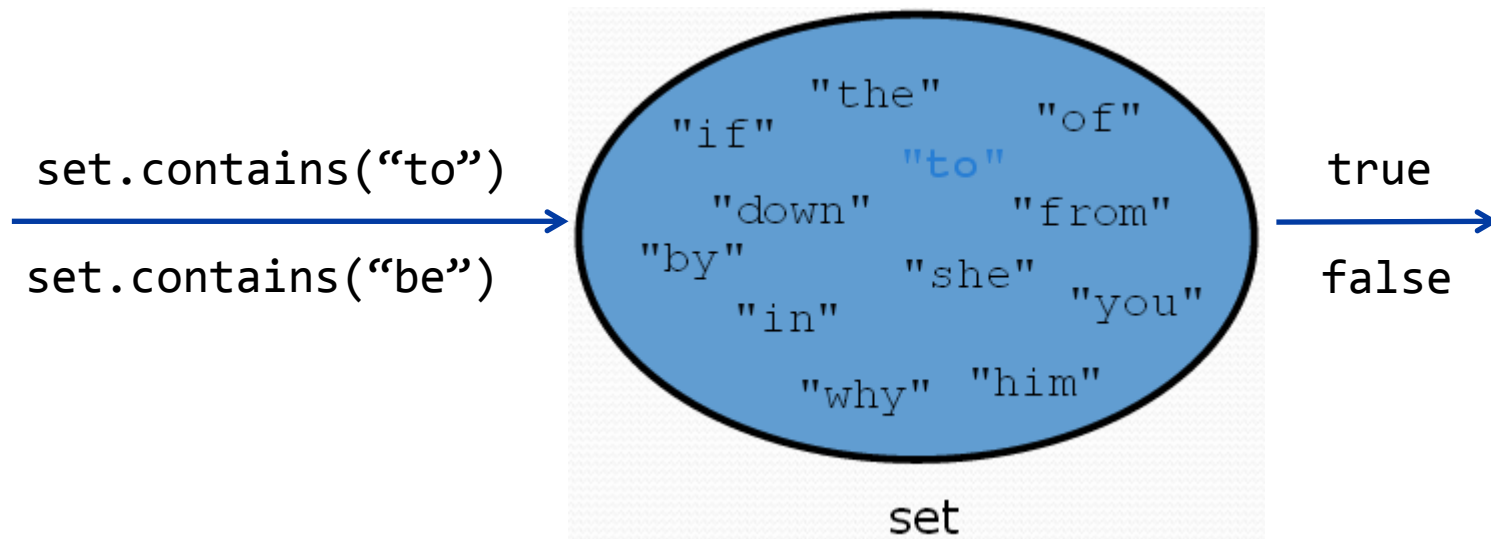 set.contains(“to”)
set.contains(“be”)
"the"
"of"
"if"
"to"
"down"
"from"
"by"
"she"
"in"
"you"
"why"
"him"
set
true
false